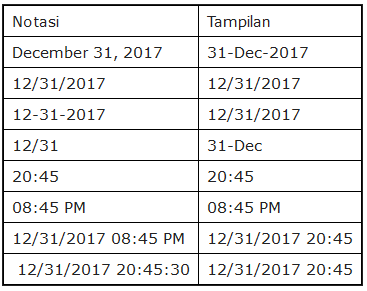 Notasi Tampilan
December 31, 2017 31-Dec-2017
12/31/2017 12/31/2017
12-31-2017 12/31/2017
12/31 31-Dec
20:45 20:45
08:45 PM 08:45 PM
12/31/2017 08:45 PM 12/31/2017 20:45
12/31/2017 20:45:30 12/31/2017 20:45